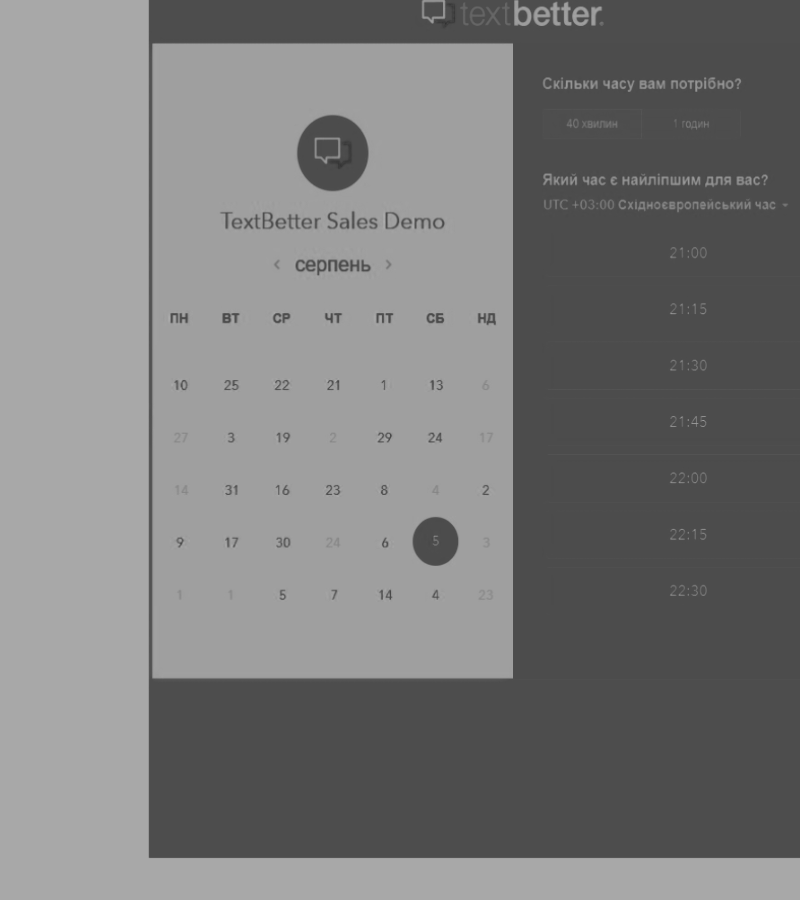 textbetter.
TextBetter Sales Demo
‹ серпень ›
ПН ВТ СР ЧТ ПТ СБ НД
10 25 22 21 1 13 6
27 3 19 2 29 24 17
14 31 16 23 8 4 2
9 17 30 24 6 5 3
1 1 5 7 14 4 23
Скільки часу вам потрібно?
40 хвилин 1 годин
Який час є найліпшим для вас?
UTC +03:00 Східноєвропейський час
21:00
21:15
21:30
21:45
22:00
22:15
22:30